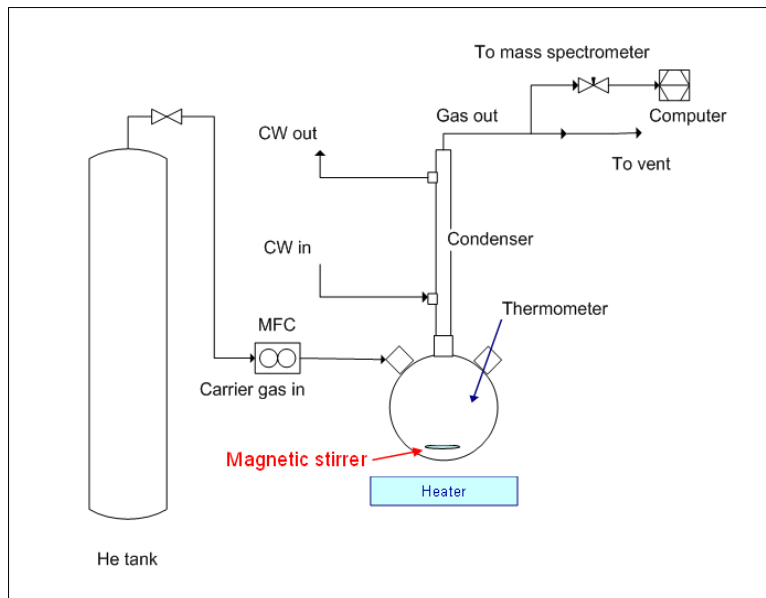 To mass spectrometer
Gas out
Computer
CW out
To vent
CW in
Condenser
Thermometer
MFC
Carrier gas in
Magnetic stirrer
Heater
He tank